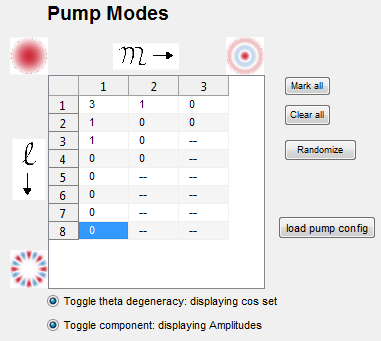 Pump Modes
m →
1 2 3
1 3 1 0
2 1 0 0
3 1 0 --
4 0 0 --
5 0 -- --
6 0 -- --
7 0 -- --
8 0 -- --
ℓ
↓
Mark all
Clear all
Randomize
load pump config
Toggle theta degeneracy: displaying cos set
Toggle component: displaying Amplitudes